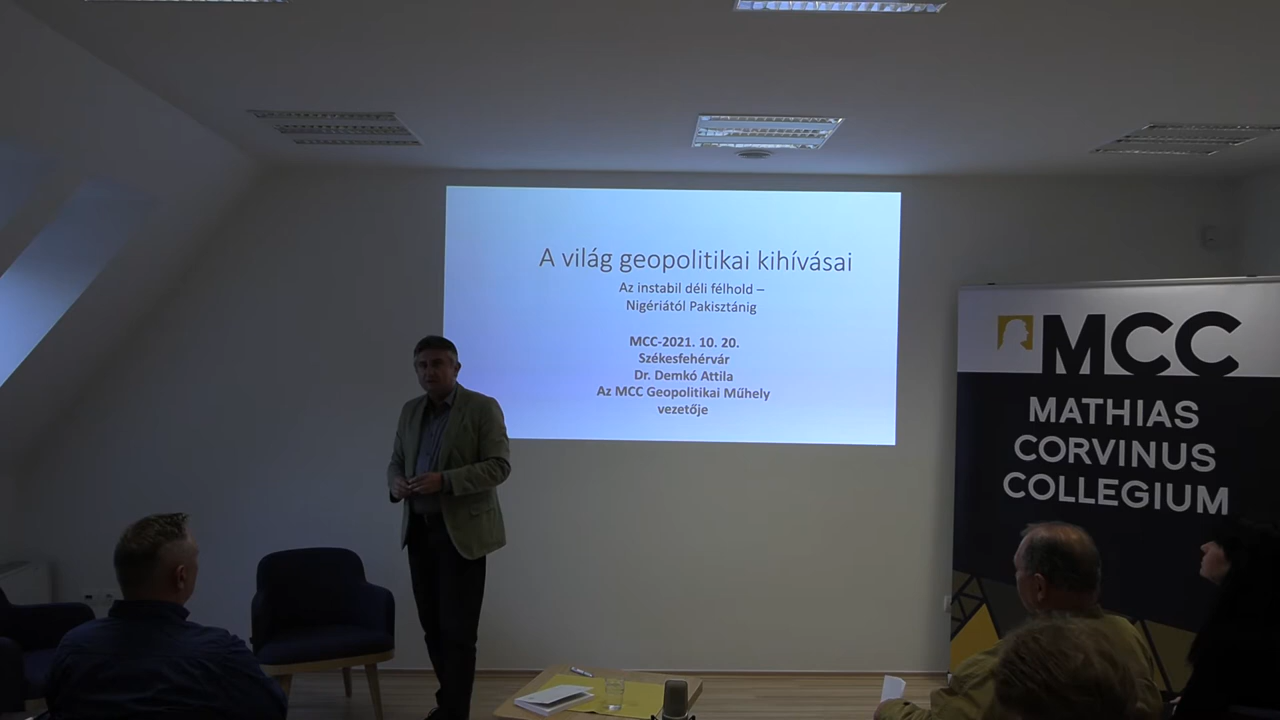 A világ geopolitikai kihívásai
Az instabil déli félhold –
Nigériától Pakisztánig
MCC-2021. 10. 20.
Székesfehérvár
Dr. Demkó Attila
Az MCC Geopolitikai Műhely
vezetője
MCC
MATHIAS
CORVINUS
COLLEGIUM